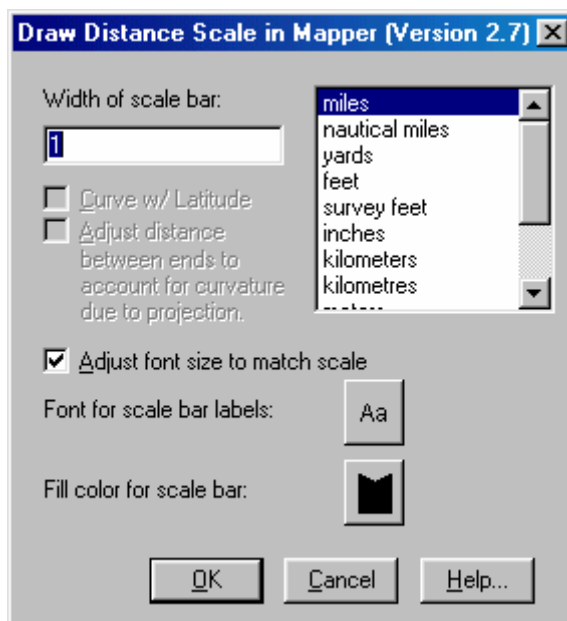 Draw Distance Scale in Mapper (Version 2.7)
Width of scale bar:
1
Curve w/ Latitude
Adjust distance
between ends to
account for curvature
due to projection.
miles
nautical miles
yards
feet
survey feet
inches
kilometers
kilometres
meters
Adjust font size to match scale
Font for scale bar labels:
Aa
Fill color for scale bar:
OK
Cancel
Help...